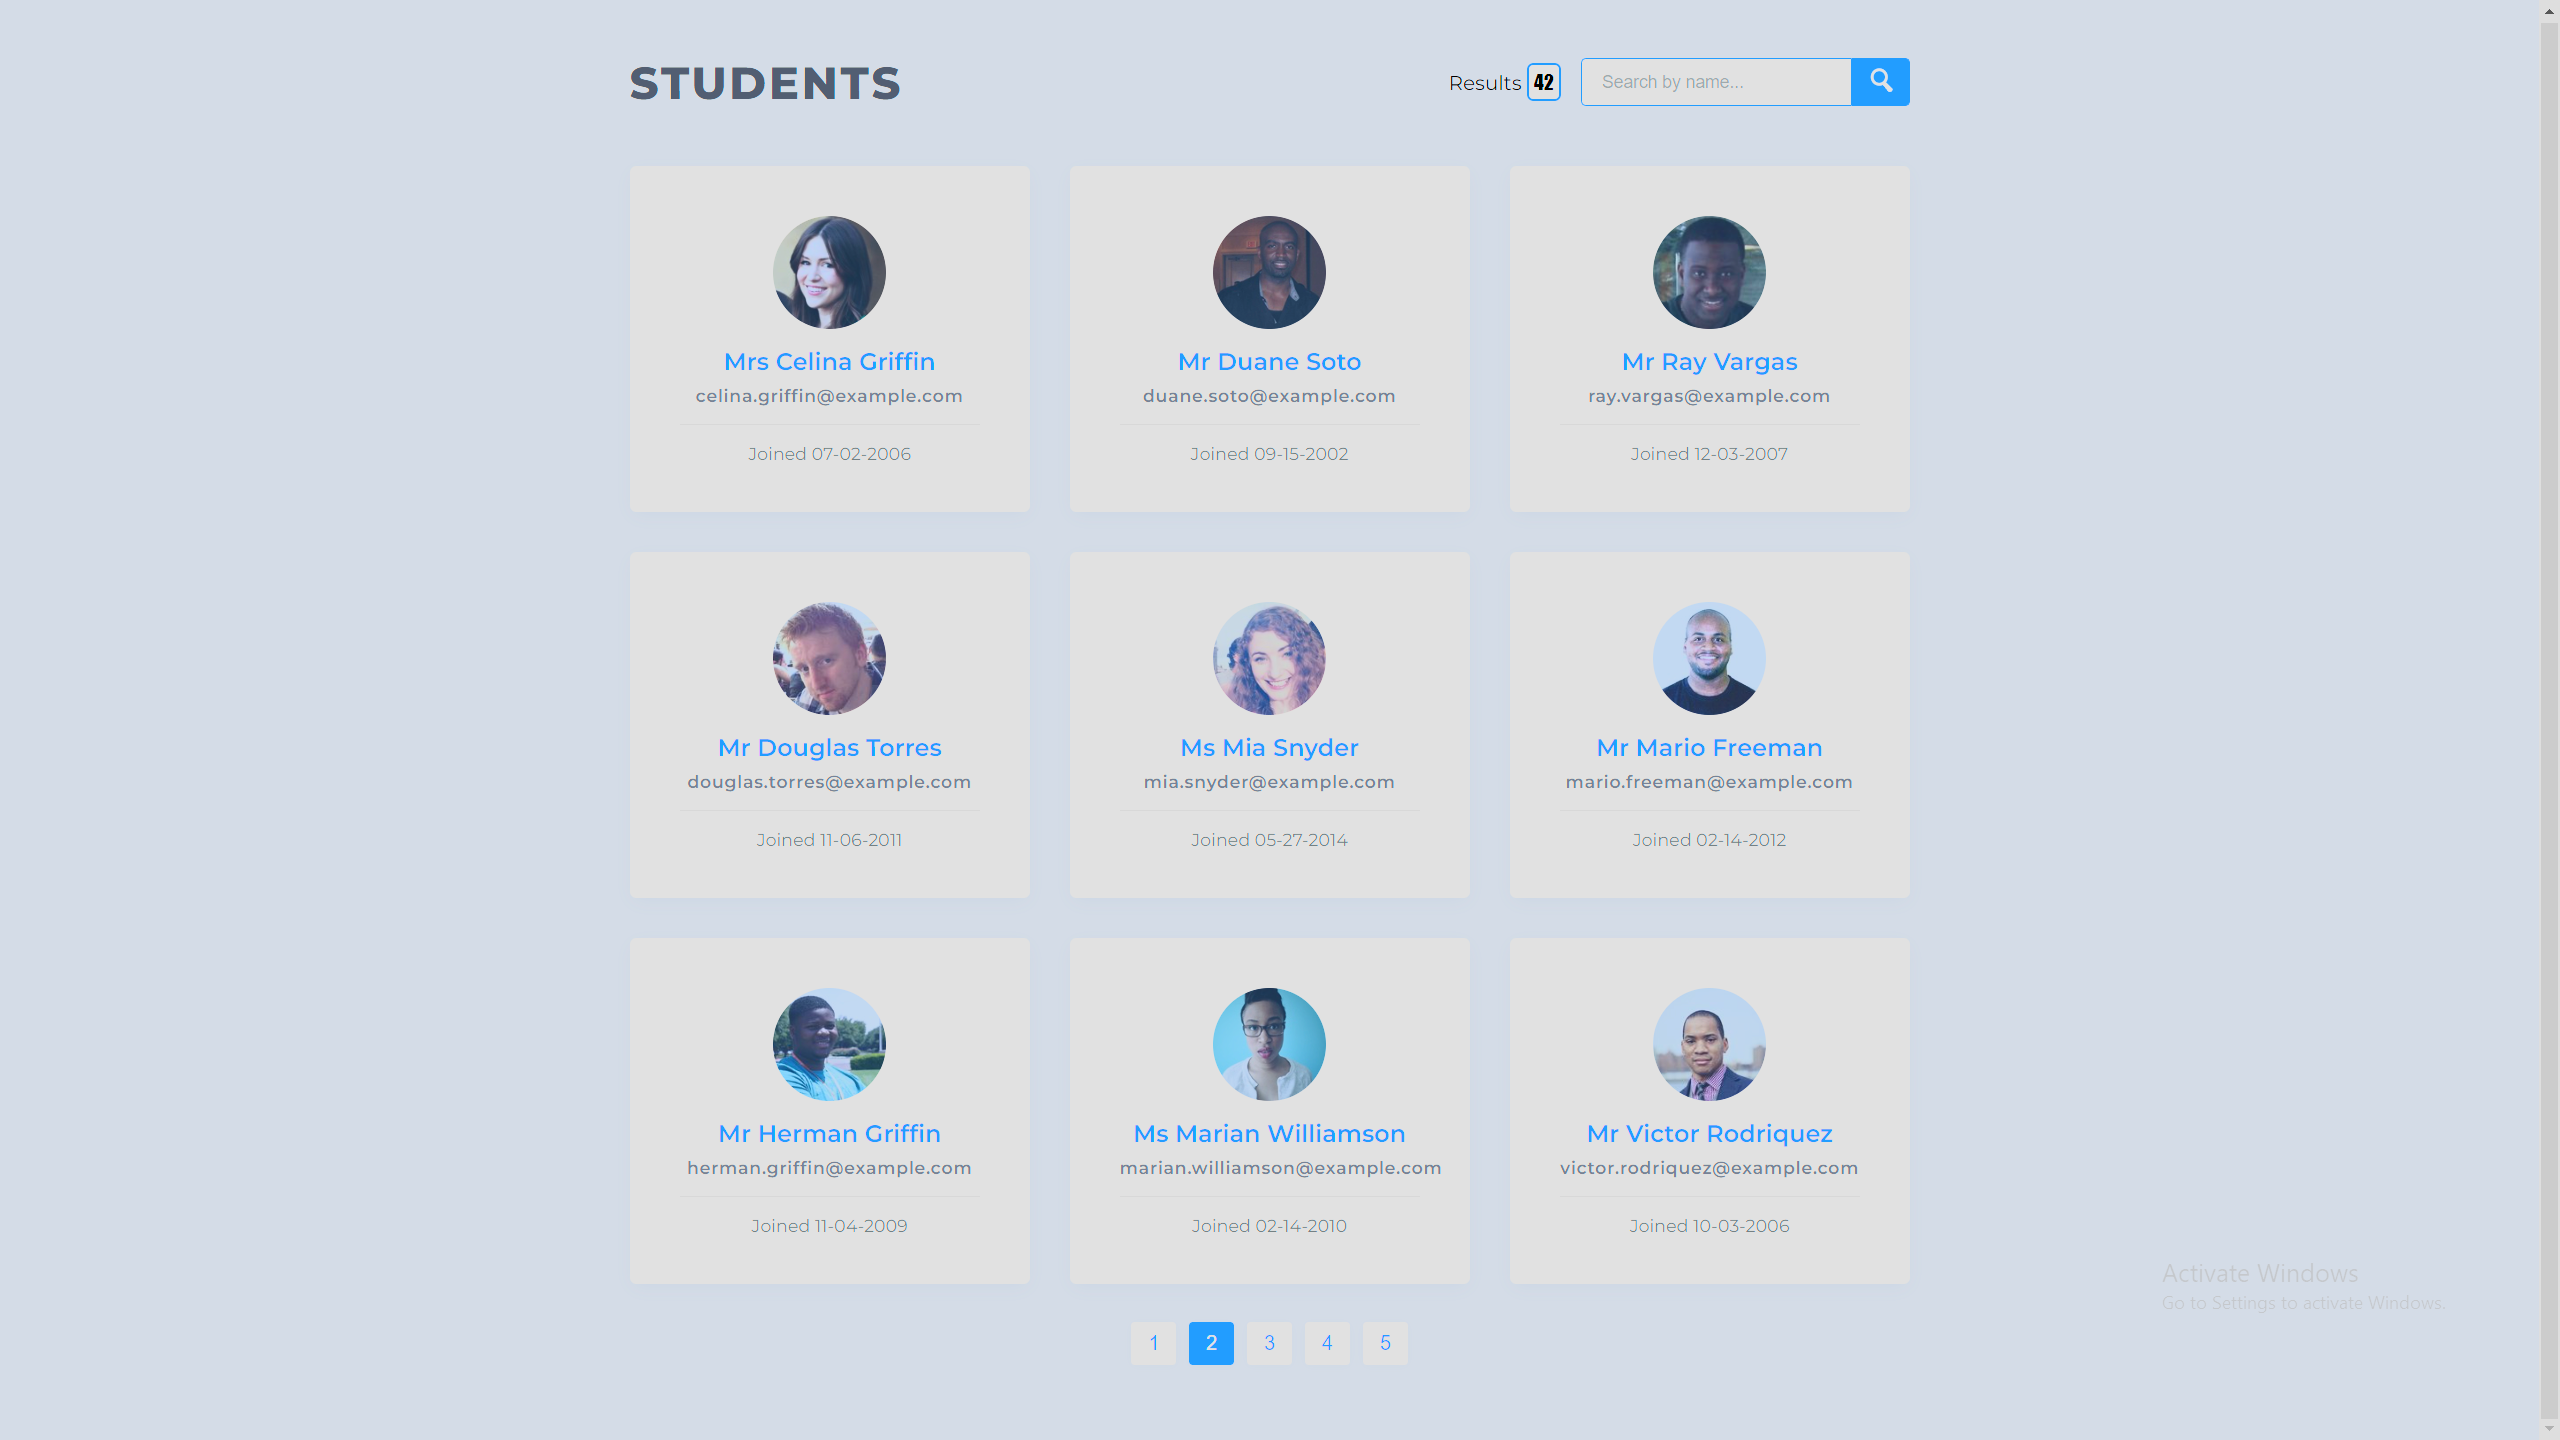 STUDENTS
Results 42
Search by name...
Mrs Celina Griffin
celina.griffin@example.com
Joined 07-02-2006
Mr Duane Soto
duane.soto@example.com
Joined 09-15-2002
Mr Ray Vargas
ray.vargas@example.com
Joined 12-03-2007
Mr Douglas Torres
douglas.torres@example.com
Joined 11-06-2011
Ms Mia Snyder
mia.snyder@example.com
Joined 05-27-2014
Mr Mario Freeman
mario.freeman@example.com
Joined 02-14-2012
Mr Herman Griffin
herman.griffin@example.com
Joined 11-04-2009
Ms Marian Williamson
marian.williamson@example.com
Joined 02-14-2010
Mr Victor Rodriquez
victor.rodriquez@example.com
Joined 10-03-2006
Activate Windows
Go to Settings to activate Windows.
1 2 3 4 5